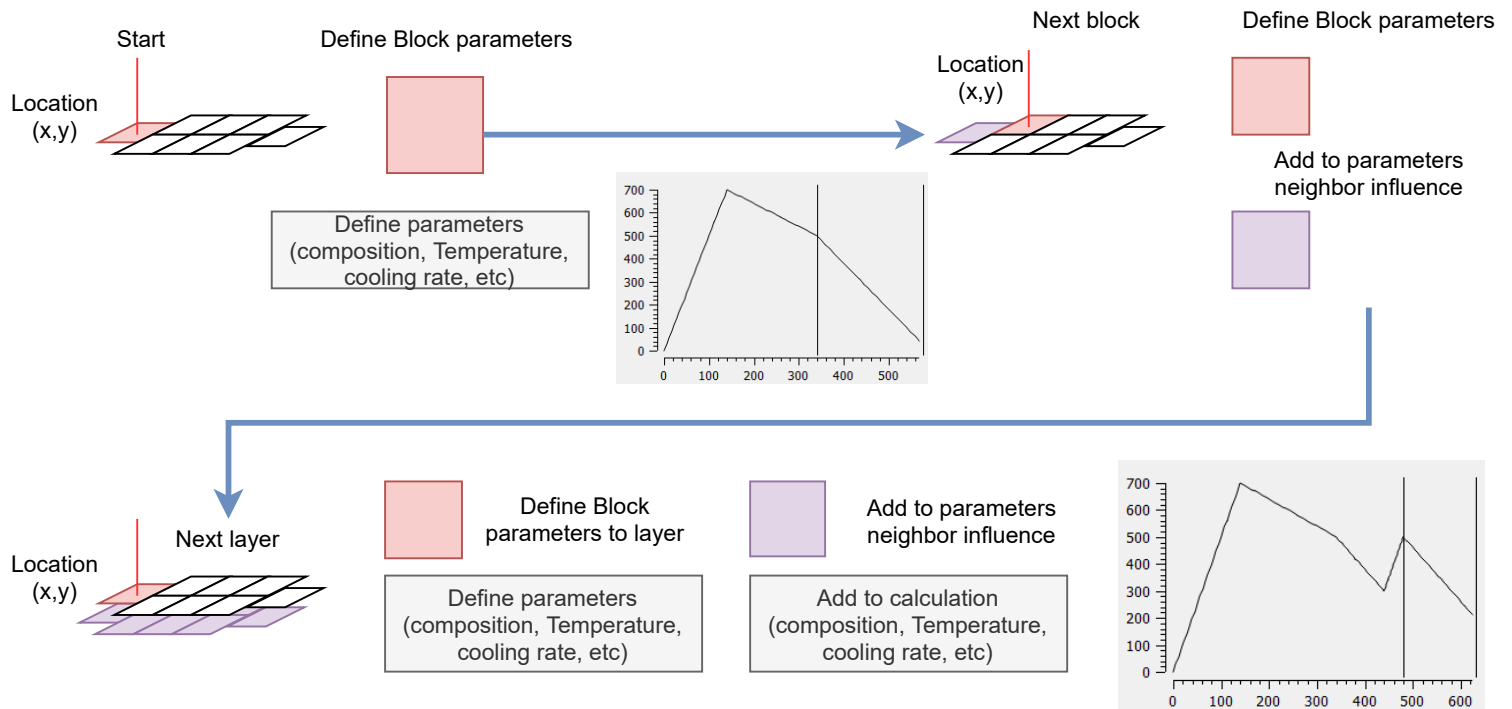 Start
Define Block parameters
Location
(x,y)
Define parameters
(composition, Temperature,
cooling rate, etc)
700
600
500
400
300
200
100
0
0 100 200 300 400 500
Next block
Define Block parameters
Location
(x,y)
Add to parameters
neighbor influence
Next layer
Location
(x,y)
Define Block
parameters to layer
Add to parameters
neighbor influence
Define parameters
(composition, Temperature,
cooling rate, etc)
Add to calculation
(composition, Temperature,
cooling rate, etc)
700
600
500
400
300
200
100
0
0 100 200 300 400 500 600